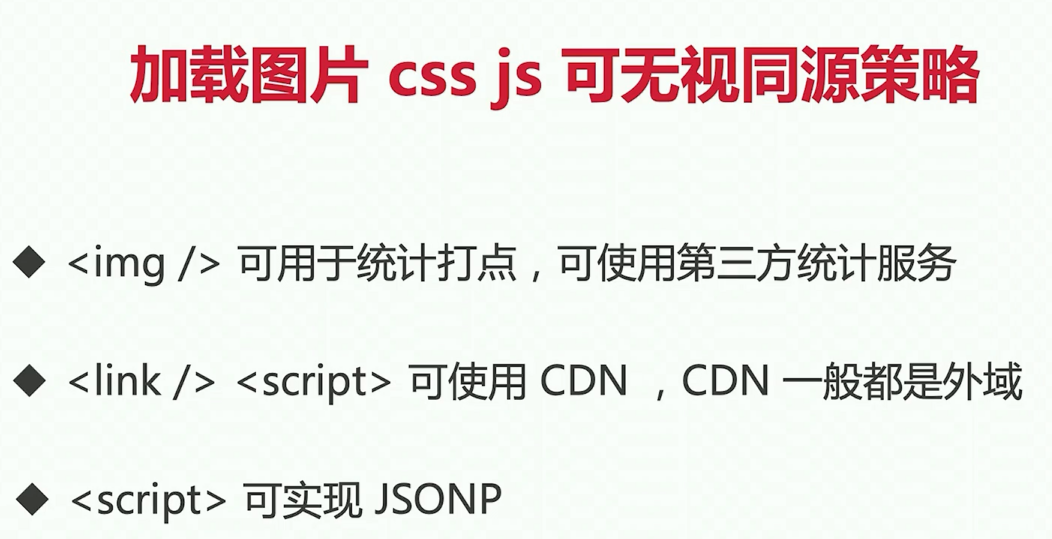 加载图片 css js 可无视同源策略
◆ <img /> 可用于统计打点，可使用第三方统计服务
◆ <link /> <script> 可使用 CDN ，CDN 一般都是外域
◆ <script> 可实现 JSONP